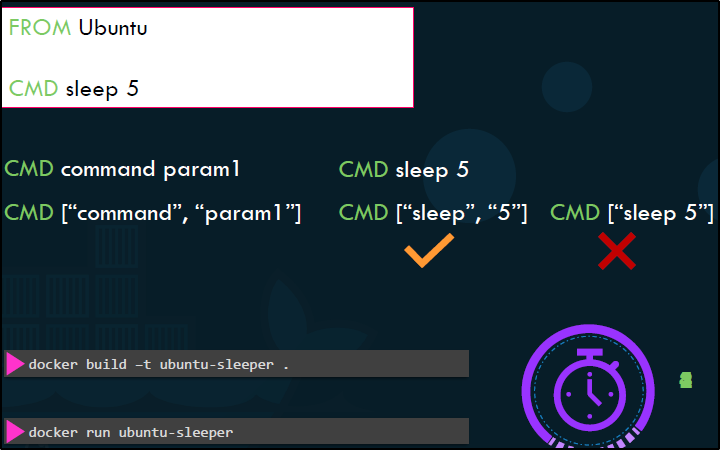 FROM Ubuntu
CMD sleep 5
CMD command param1
CMD sleep 5
CMD [“command”, “param1”]
CMD [“sleep”, “5”]
CMD [“sleep 5”]
docker build –t ubuntu-sleeper .
docker run ubuntu-sleeper